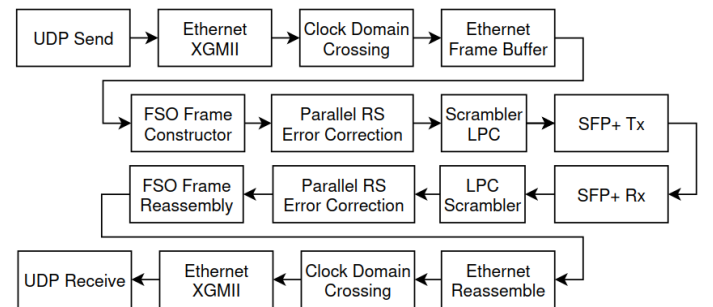 UDP Send
Ethernet
XGMII
Clock Domain
Crossing
Ethernet
Frame Buffer
FSO Frame
Constructor
Parallel RS
Error Correction
Scrambler
LPC
SFP+ Tx
FSO Frame
Reassembly
Parallel RS
Error Correction
LPC
Scrambler
SFP+ Rx
UDP Receive
Ethernet
XGMII
Clock Domain
Crossing
Ethernet
Reassemble